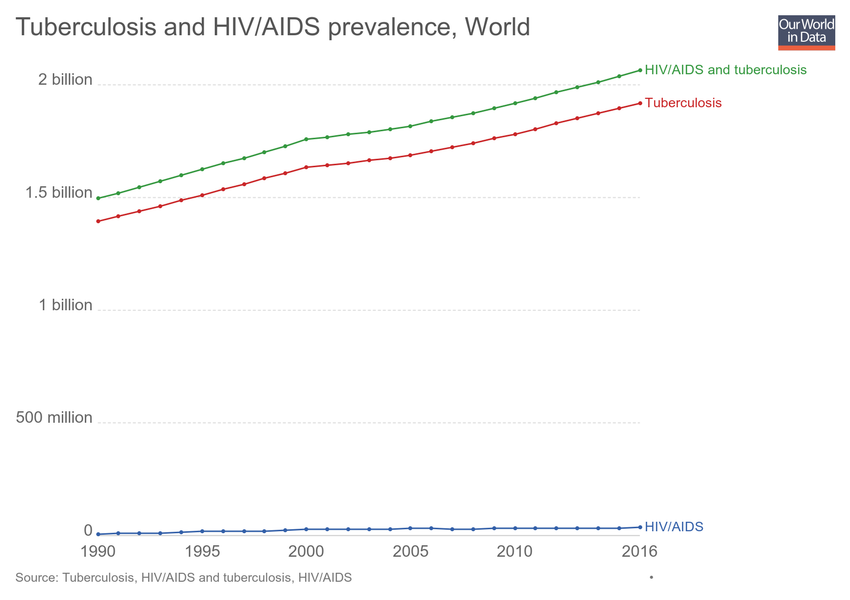 Tuberculosis and HIV/AIDS prevalence, World
Our World
in Data
2 billion
1.5 billion
1 billion
500 million
0
HIV/AIDS and tuberculosis
Tuberculosis
HIV/AIDS
1990 1995 2000 2005 2010 2016
Source: Tuberculosis, HIV/AIDS and tuberculosis, HIV/AIDS •